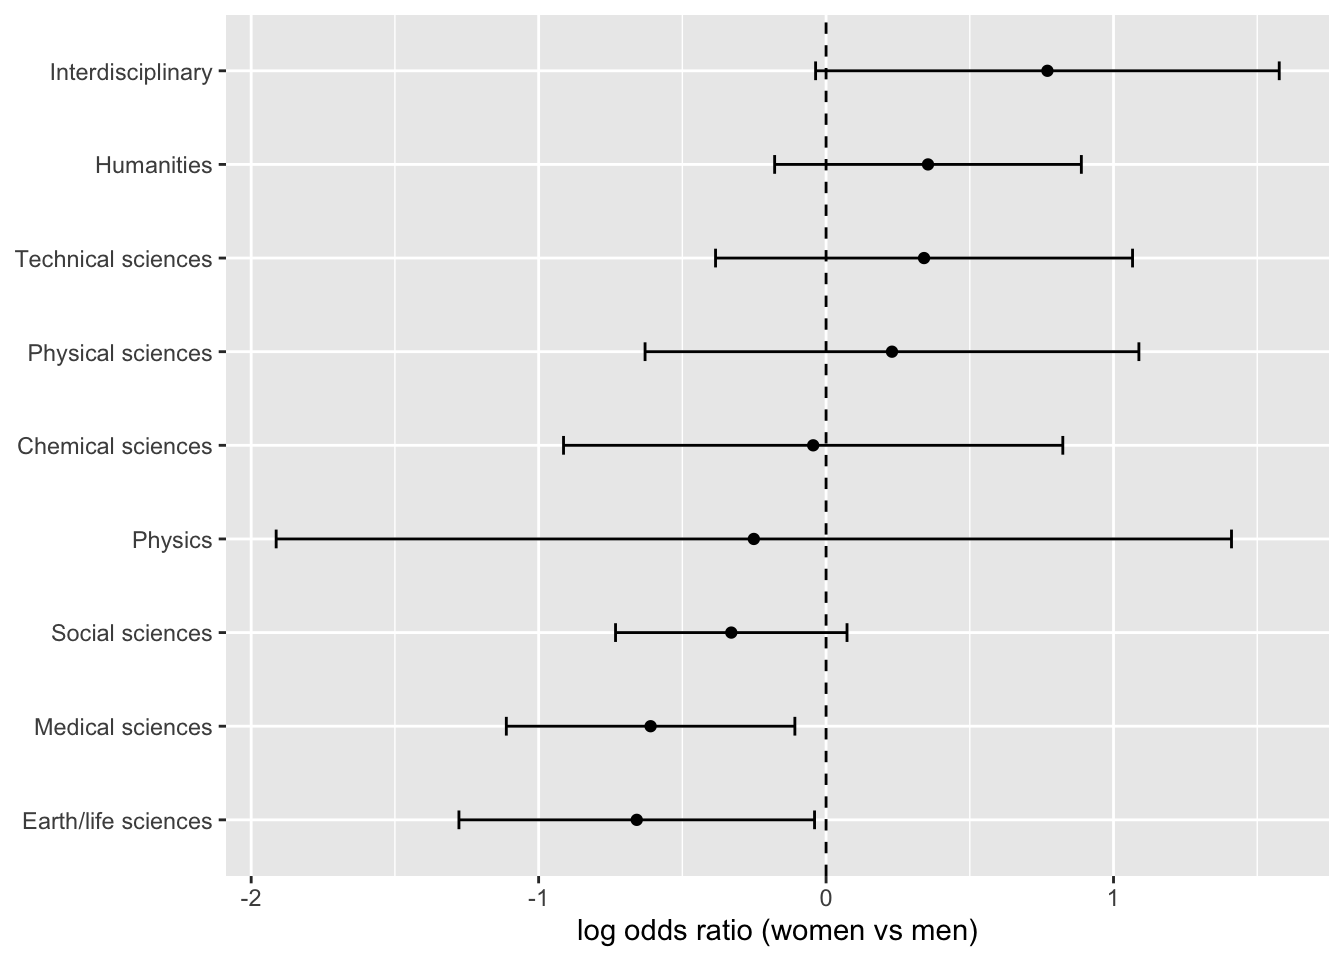 Interdisciplinary
Humanities
Technical sciences
Physical sciences
Chemical sciences
Physics
Social sciences
Medical sciences
Earth/life sciences
-2 -1 0 1
log odds ratio (women vs men)